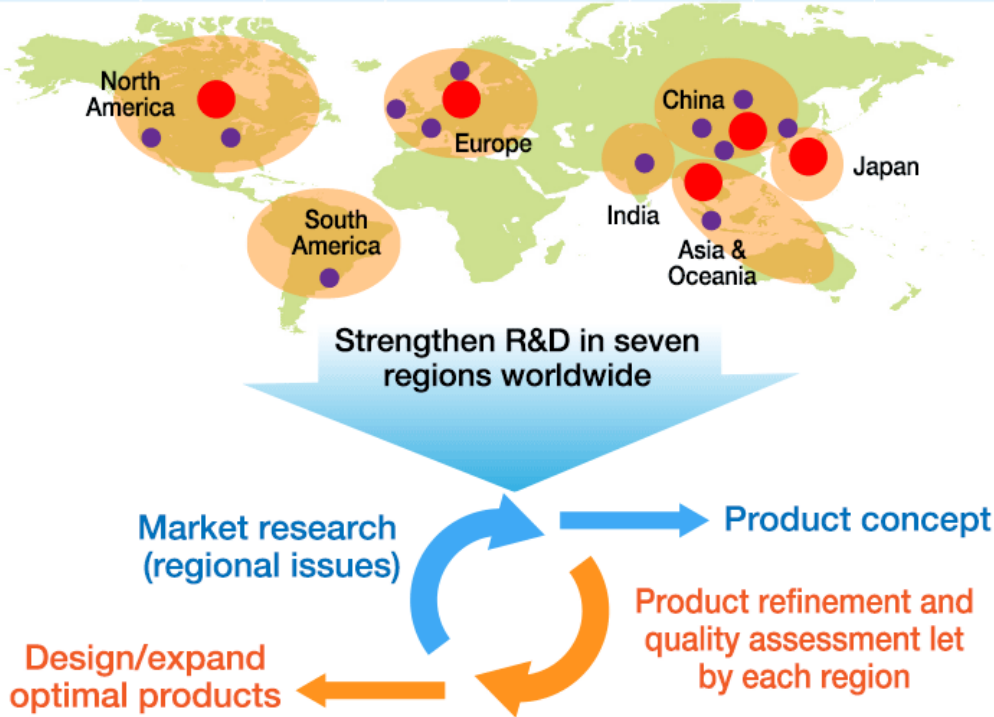 North
America
Europe
China
Japan
India
South
America
Asia &
Oceania
Strengthen R&D in seven
regions worldwide
Market research
(regional issues)
Product concept
Product refinement and
quality assessment let
by each region
Design/expand
optimal products